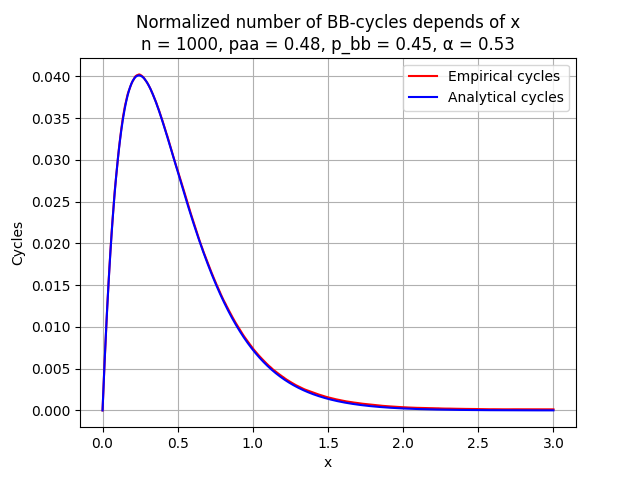 Normalized number of BB-cycles depends of x
n = 1000, paa = 0.48, p_bb = 0.45, α = 0.53
Empirical cycles
Analytical cycles
Cycles
0.040
0.035
0.030
0.025
0.020
0.015
0.010
0.005
0.000
0.0 0.5 1.0 1.5 2.0 2.5 3.0
x